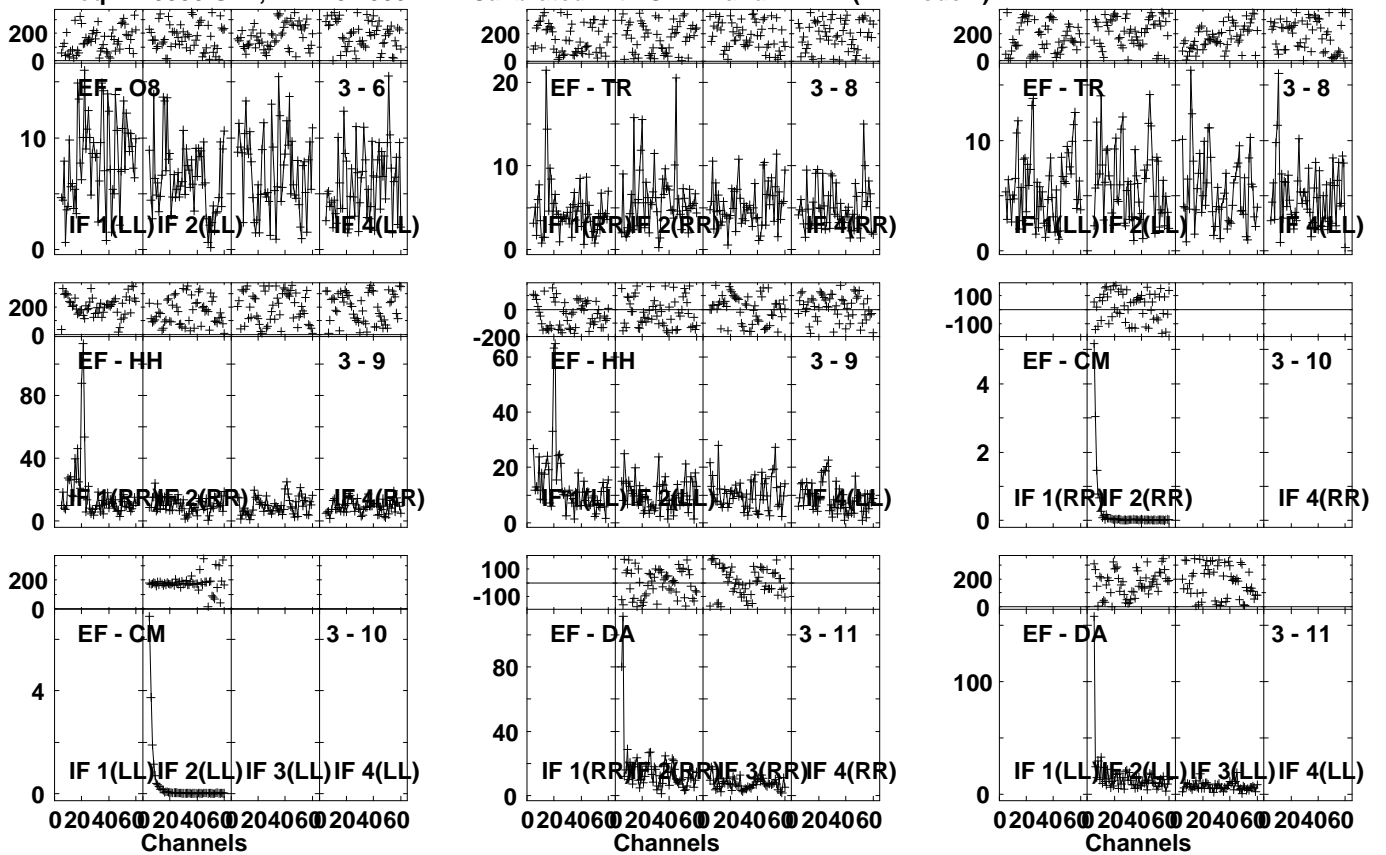 200
0
200
0
200
0
EF - O8 3 - 6
EF - TR 3 - 8
EF - TR 3 - 8
10
0
20
10
0
10
0
IF 1(LL) IF 2(LL) IF 4(LL)
IF 1(RR) IF 2(RR) IF 4(RR)
IF 1(LL) IF 2(LL) IF 4(LL)
200
0
0
-200
100
-100
EF - HH 3 - 9
EF - HH 3 - 9
EF - CM 3 - 10
80
40
0
60
40
20
0
4
2
0
IF 1(RR) IF 2(RR) IF 4(RR)
IF 1(LL) IF 2(LL) IF 4(LL)
IF 1(RR) IF 2(RR) IF 4(RR)
200
0
100
-100
200
0
EF - CM 3 - 10
EF - DA 3 - 11
EF - DA 3 - 11
4
0
80
40
0
100
0
IF 1(LL) IF 2(LL) IF 3(LL) IF 4(LL)
IF 1(RR) IF 2(RR) IF 3(RR) IF 4(RR)
IF 1(LL) IF 2(LL) IF 3(LL) IF 4(LL)
0 20 40 60 0 20 40 60 0 20 40 60 0 20 40 60
0 20 40 60 0 20 40 60 0 20 40 60 0 20 40 60
0 20 40 60 0 20 40 60 0 20 40 60 0 20 40 60
Channels
Channels
Channels